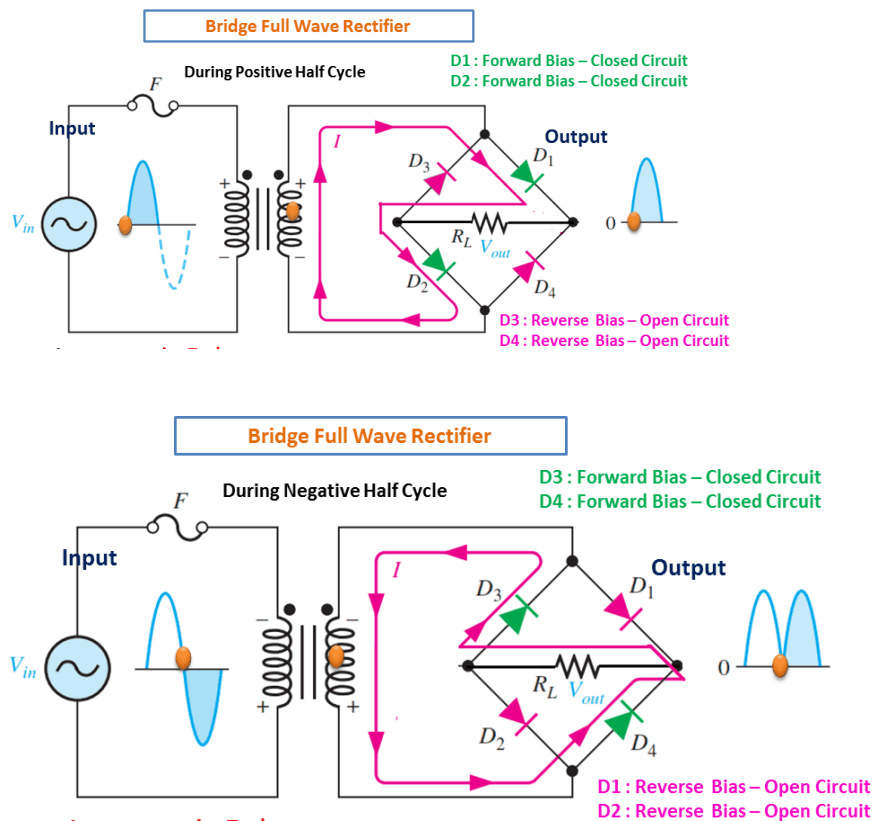 Bridge Full Wave Rectifier
During Positive Half Cycle
D1 : Forward Bias – Closed Circuit
D2 : Forward Bias – Closed Circuit
F
Input
Output
I
D3
D1
+
+
Vin
0
RL
Vout
–
–
D2
D4
D3 : Reverse Bias – Open Circuit
D4 : Reverse Bias – Open Circuit
Bridge Full Wave Rectifier
During Negative Half Cycle
D3 : Forward Bias – Closed Circuit
D4 : Forward Bias – Closed Circuit
F
Input
Output
I
D3
D1
–
–
Vin
0
RL
Vout
+
+
D2
D4
D1 : Reverse Bias – Open Circuit
D2 : Reverse Bias – Open Circuit